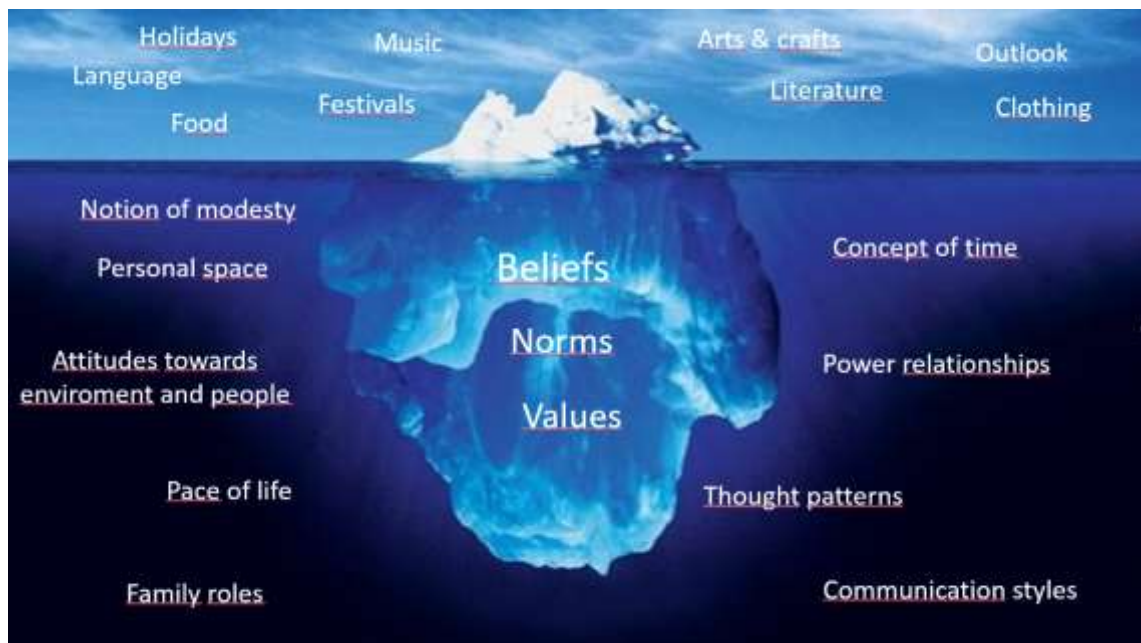 Holidays
Music
Arts & crafts
Outlook
Language
Festivals
Literature
Food
Clothing
Notion of modesty
Concept of time
Personal space
Beliefs
Norms
Attitudes towards
enviroment and people
Power relationships
Values
Pace of life
Thought patterns
Family roles
Communication styles